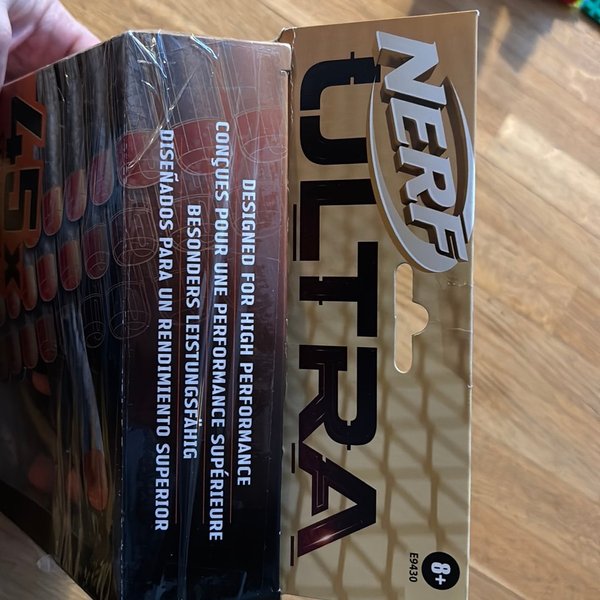 NERF
ULTRA
8+
E9430
DESIGNED FOR HIGH PERFORMANCE
CONÇUES POUR UNE PERFORMANCE SUPÉRIEURE
BESONDERS LEISTUNGSFÄHIG
DISEÑADOS PARA UN RENDIMIENTO SUPERIOR
45x